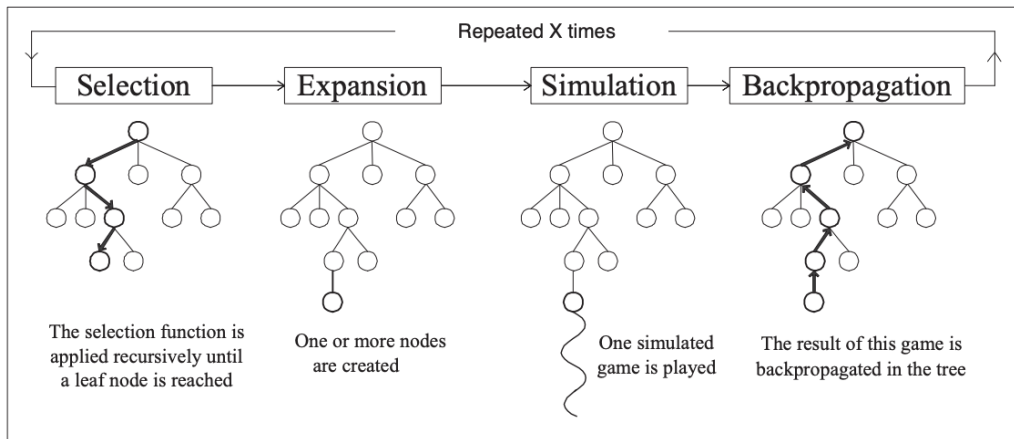 Repeated X times
Selection
Expansion
Simulation
Backpropagation
The selection function is
applied recursively until
a leaf node is reached
One or more nodes
are created
One simulated
game is played
The result of this game is
backpropagated in the tree